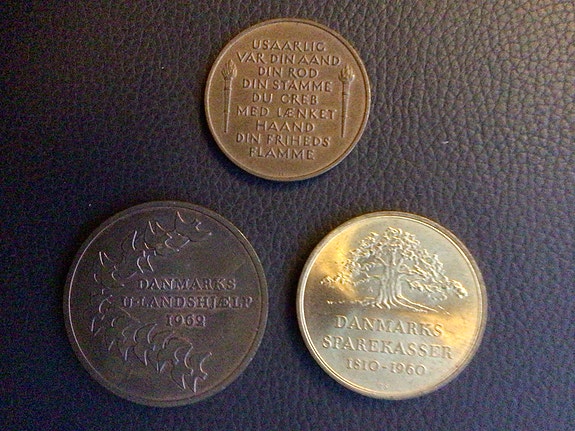 USAARLIG
VAR DIN AAND
DIN ROD
DIN STAMME
DU GREB
MED LÆNKET
HAAND
DIN FRIHEDS
FLAMME
DANMARKS
U-LANDSHJÆLP
1962
DANMARKS
SPAREKASSER
1810-1960